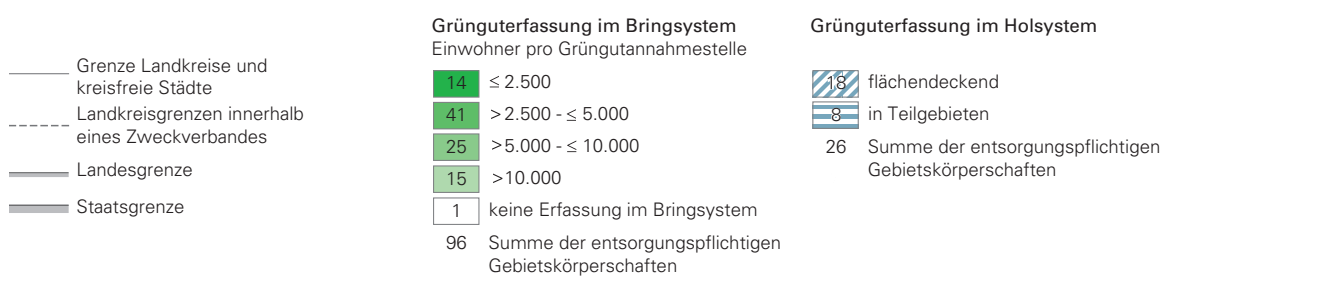 Grenze Landkreise und
kreisfreie Städte
Landkreisgrenzen innerhalb
eines Zweckverbandes
Landesgrenze
Staatsgrenze
Grünguterfassung im Bringsystem
Einwohner pro Grüngutannahmestelle
14 ≤ 2.500
41 >2.500 - ≤ 5.000
25 >5.000 - ≤ 10.000
15 >10.000
1 keine Erfassung im Bringsystem
96 Summe der entsorgungspflichtigen
Gebietskörperschaften
Grünguterfassung im Holsystem
18 flächendeckend
8 in Teilgebieten
26 Summe der entsorgungspflichtigen
Gebietskörperschaften